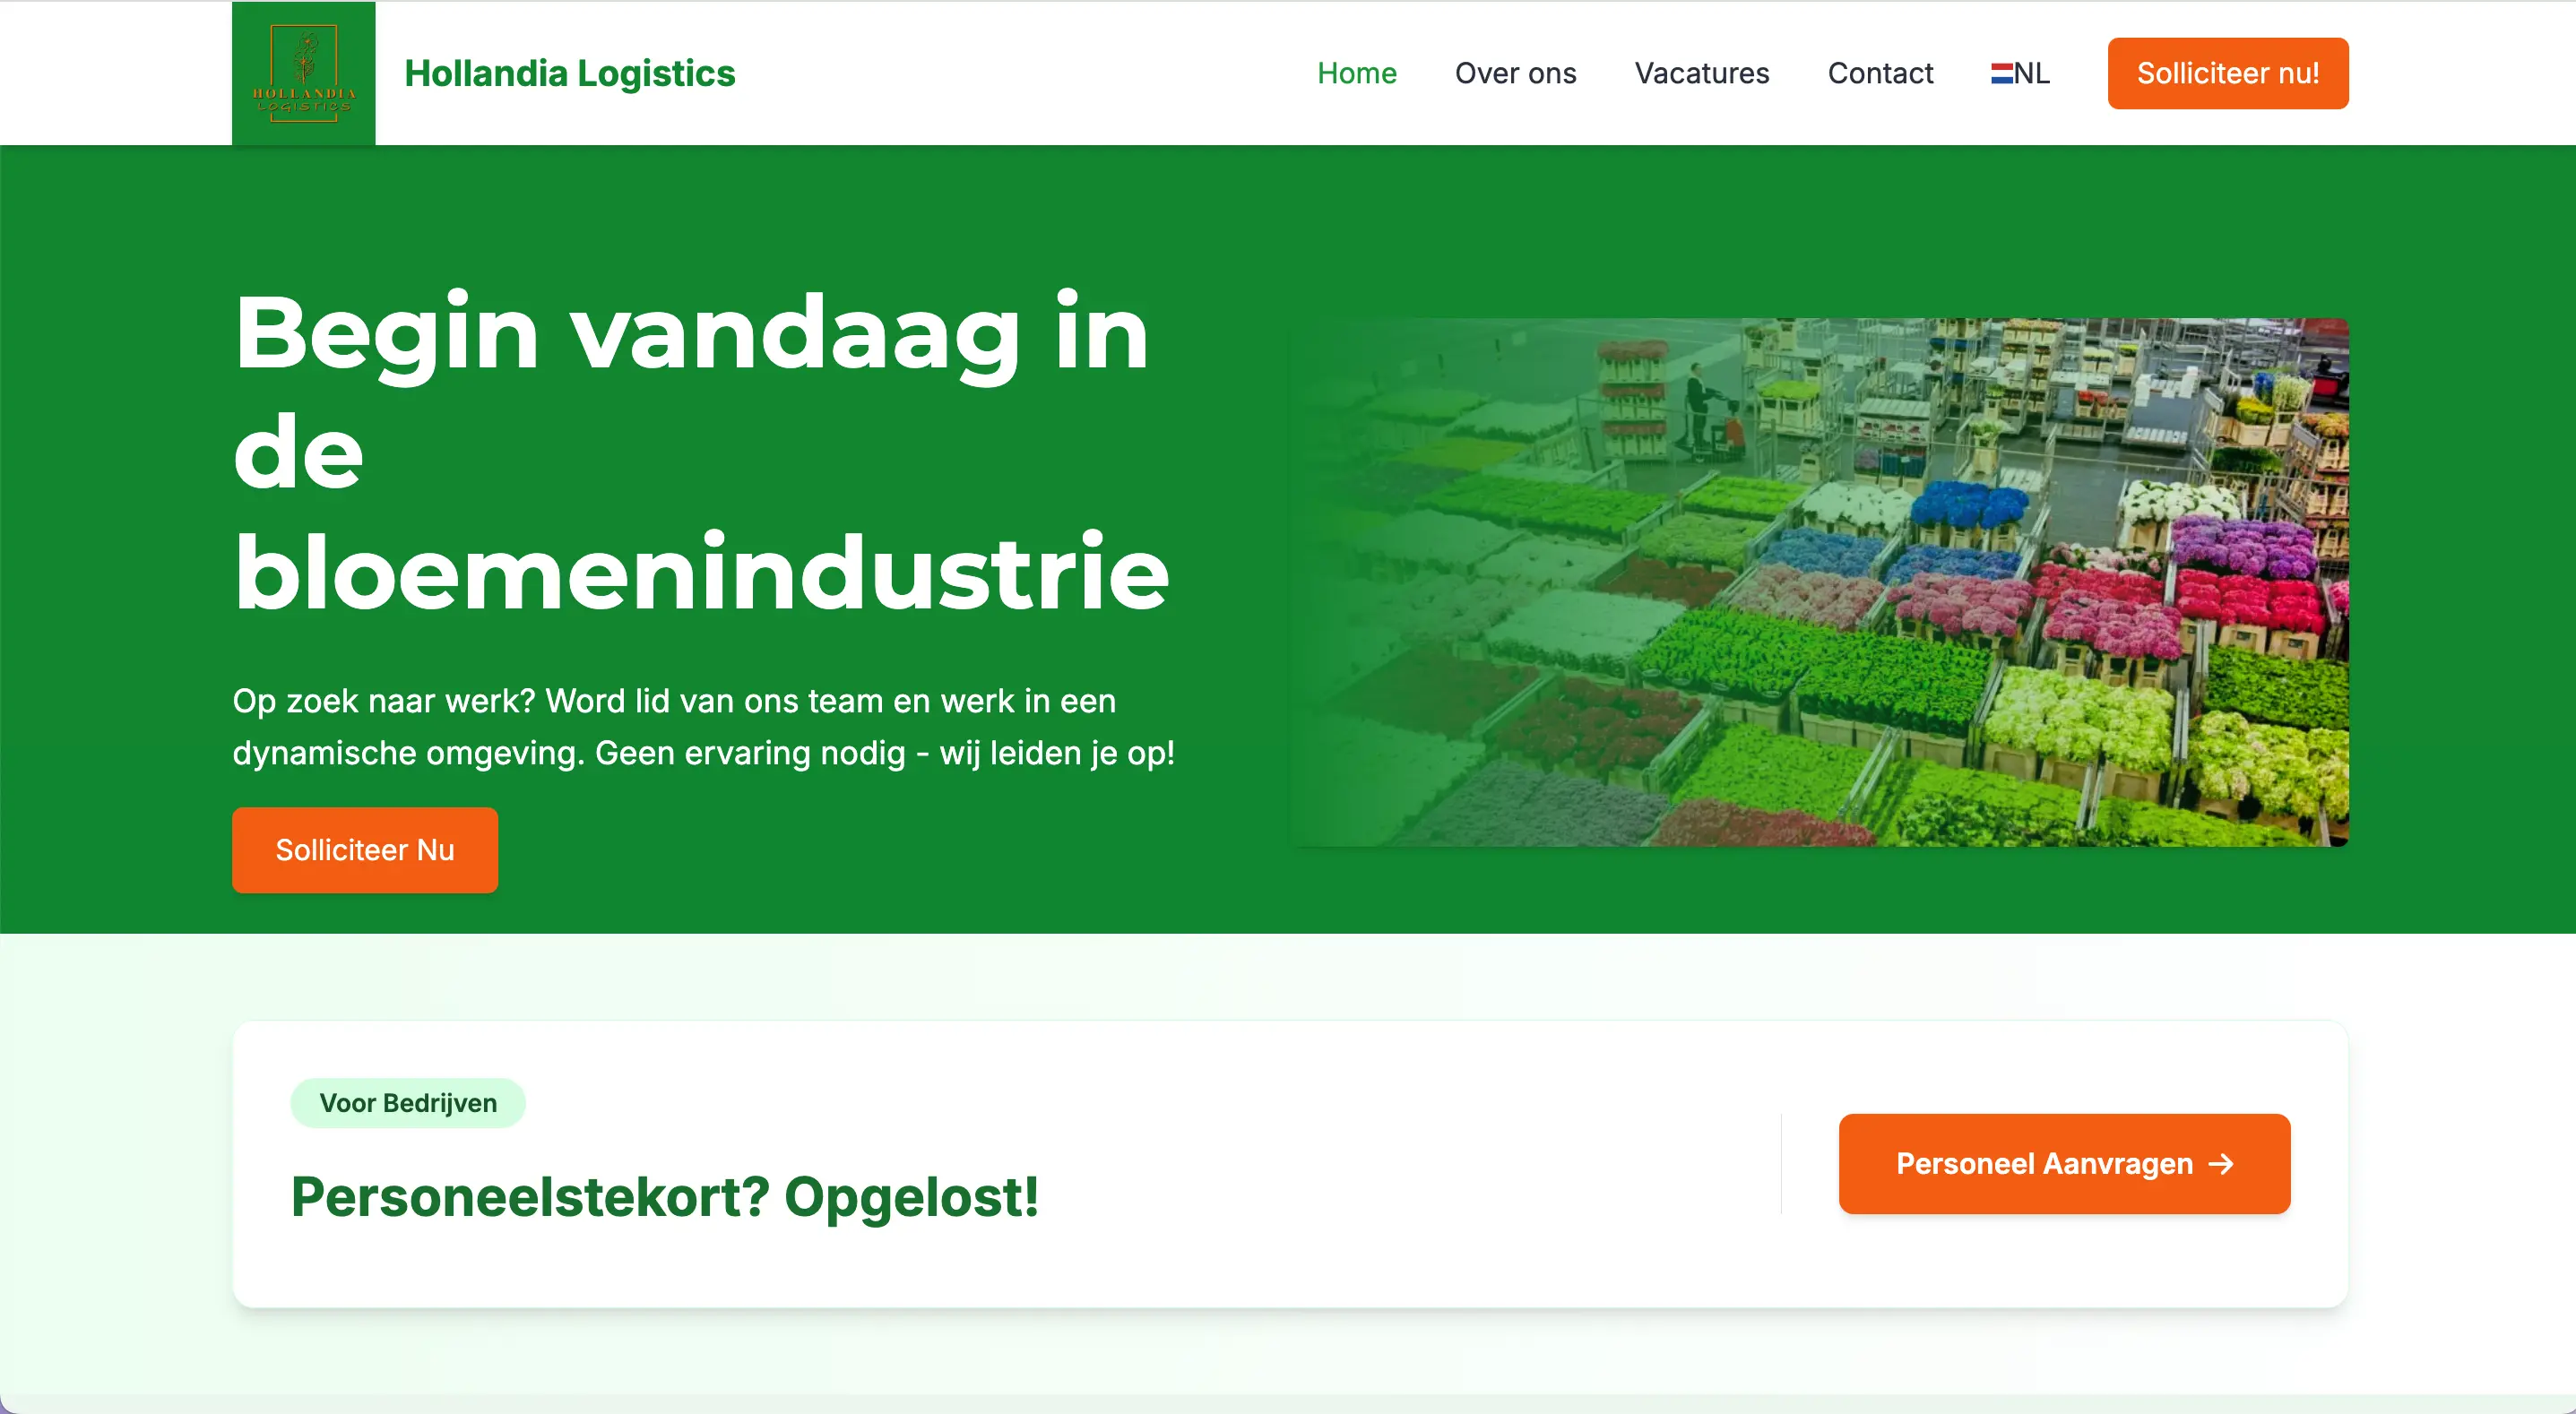 HOLLANDIA
LOGISTICS
Hollandia Logistics
Home
Over ons
Vacatures
Contact
NL
Solliciteer nu!
Begin vandaag in
de
bloemenindustrie
Op zoek naar werk? Word lid van ons team en werk in een
dynamische omgeving. Geen ervaring nodig - wij leiden je op!
Solliciteer Nu
Voor Bedrijven
Personeelstekort? Opgelost!
Personeel Aanvragen →